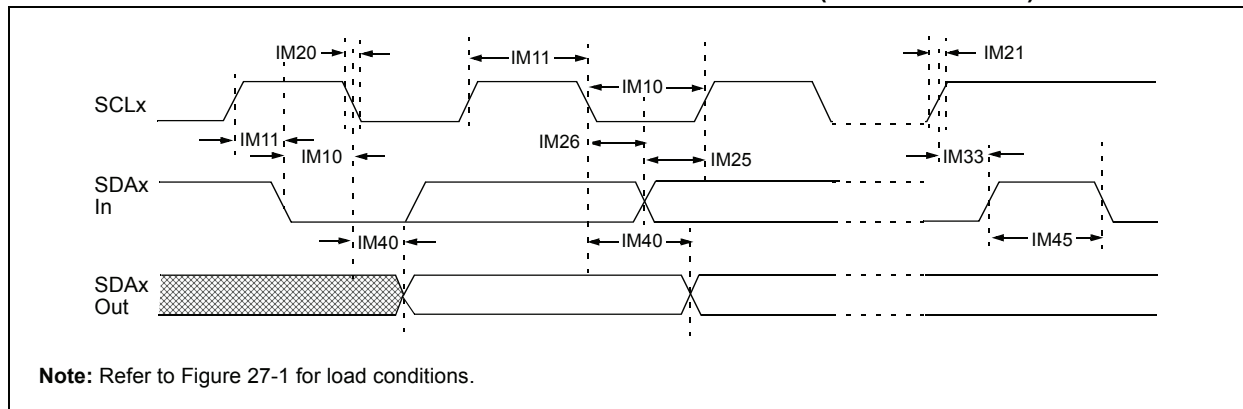 IM20
IM11
IM21
IM10
SCLx
IM11
IM26
IM10
IM25
IM33
SDAx
In
IM40
IM40
IM45
SDAx
Out
Note: Refer to Figure 27-1 for load conditions.